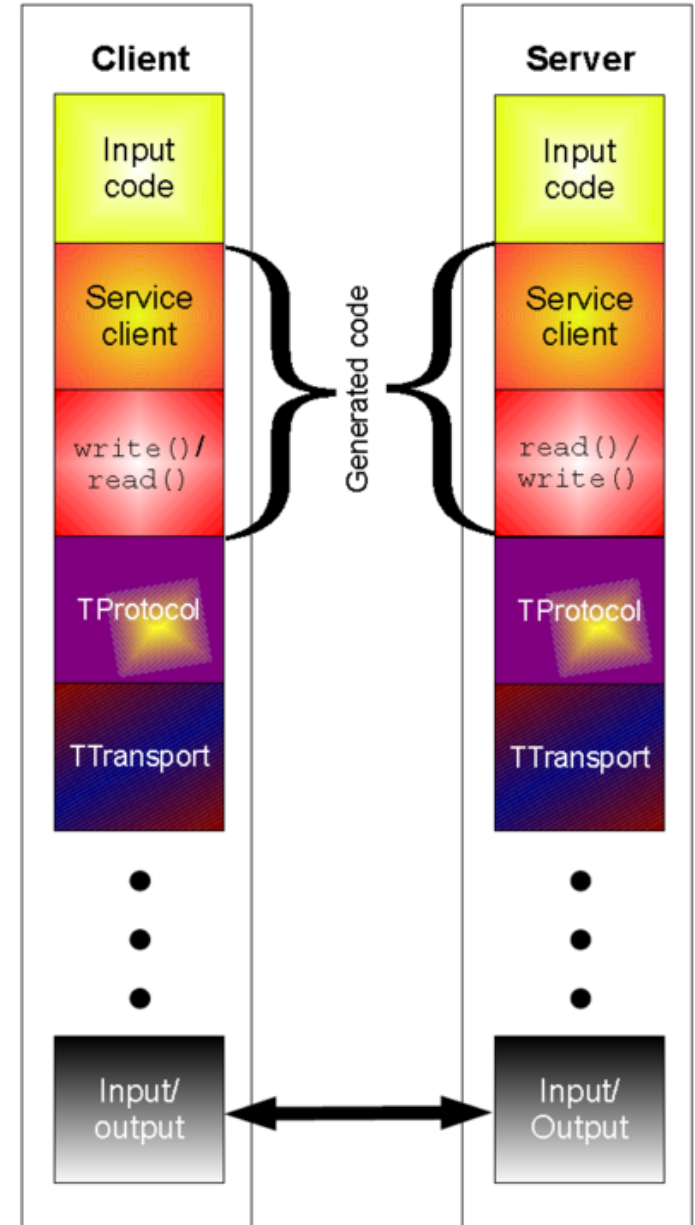 Client
Input
code
Service
client
write()/
read()
TProtocol
TTransport
Input/
output
Generated code
Server
Input
code
Service
client
read()/
write()
TProtocol
TTransport
Input/
Output